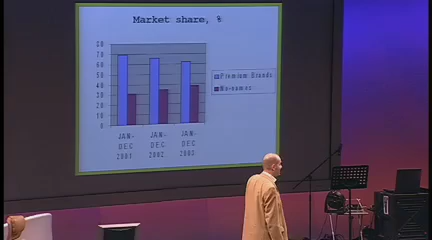 Market share, %
80
70
60
50
40
30
20
10
0
Premium Brands
No-names
JAN- JAN- JAN-
DEC DEC DEC
2001 2002 2003